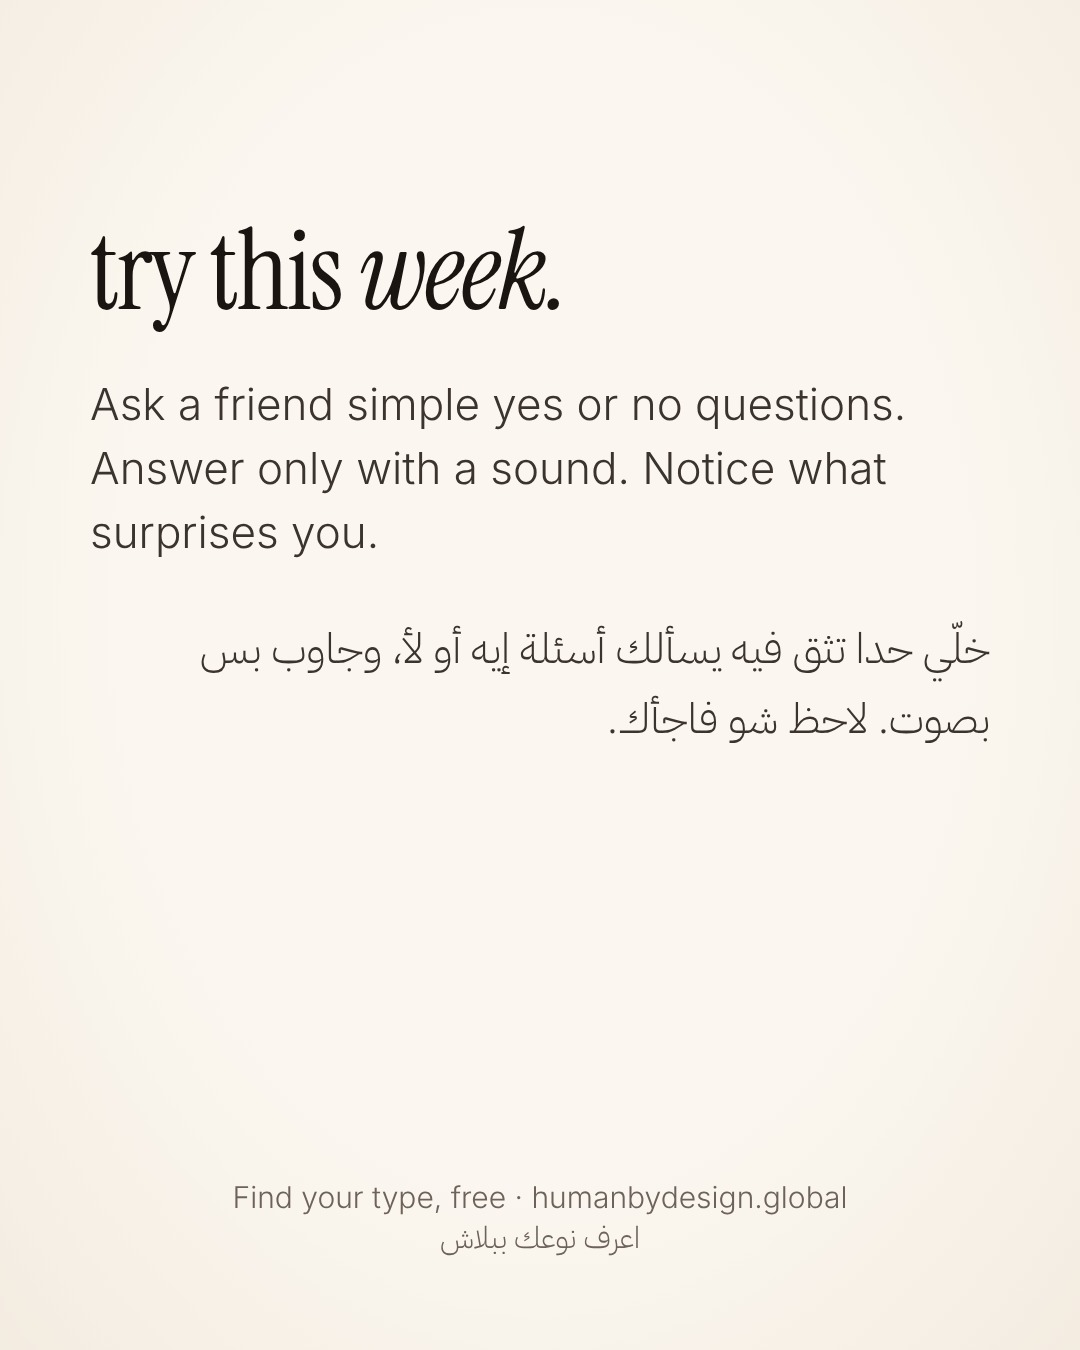 try this week.
Ask a friend simple yes or no questions.
Answer only with a sound. Notice what
surprises you.
خلّي حدا تثق فيه يسألك أسئلة إيه أو لأ، وجاوب بس
بصوت. لاحظ شو فاجأك.
Find your type, free · humanbydesign.global
اعرف نوعك ببلاش